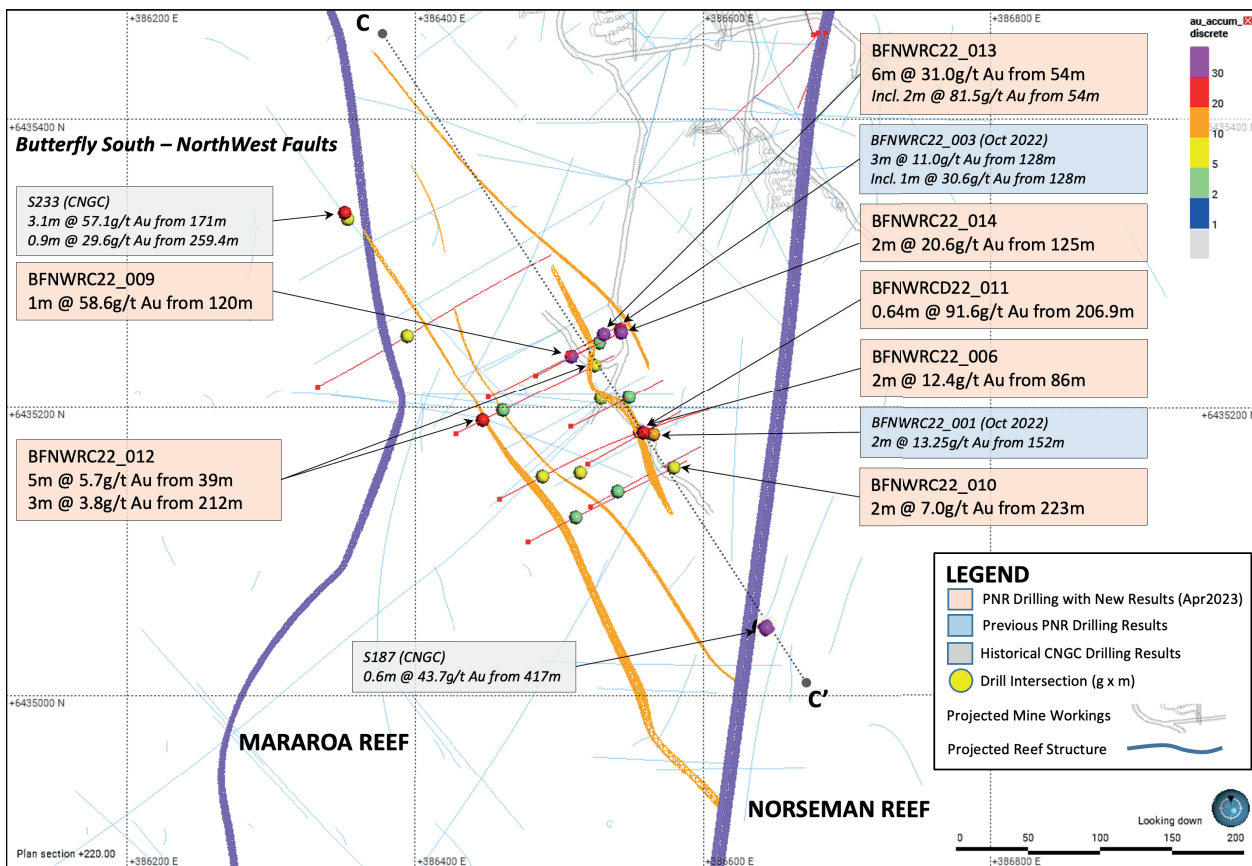 +386200 E
+386400 E
+386600 E
+386800 E
au_accum_
discrete
30
20
10
5
2
1
C
BFNWRC22_013
6m @ 31.0g/t Au from 54m
Incl. 2m @ 81.5g/t Au from 54m
+6435400 N
+6435400 N
Butterfly South – NorthWest Faults
BFNWRC22_003 (Oct 2022)
3m @ 11.0g/t Au from 128m
Incl. 1m @ 30.6g/t Au from 128m
S233 (CNGC)
3.1m @ 57.1g/t Au from 171m
0.9m @ 29.6g/t Au from 259.4m
BFNWRC22_014
2m @ 20.6g/t Au from 125m
BFNWRC22_009
1m @ 58.6g/t Au from 120m
BFNWRCD22_011
0.64m @ 91.6g/t Au from 206.9m
BFNWRC22_006
2m @ 12.4g/t Au from 86m
+6435200 N
+6435200 N
BFNWRC22_001 (Oct 2022)
2m @ 13.25g/t Au from 152m
BFNWRC22_012
5m @ 5.7g/t Au from 39m
3m @ 3.8g/t Au from 212m
BFNWRC22_010
2m @ 7.0g/t Au from 223m
LEGEND
PNR Drilling with New Results (Apr2023)
Previous PNR Drilling Results
Historical CNGC Drilling Results
Drill Intersection (g x m)
Projected Mine Workings
Projected Reef Structure
S187 (CNGC)
0.6m @ 43.7g/t Au from 417m
+6435000 N
C’
MARAROA REEF
NORSEMAN REEF
Looking down
0 50 100 150 200
Plan section +220.00
+386200 E
+386400 E
+386600 E
+386800 E